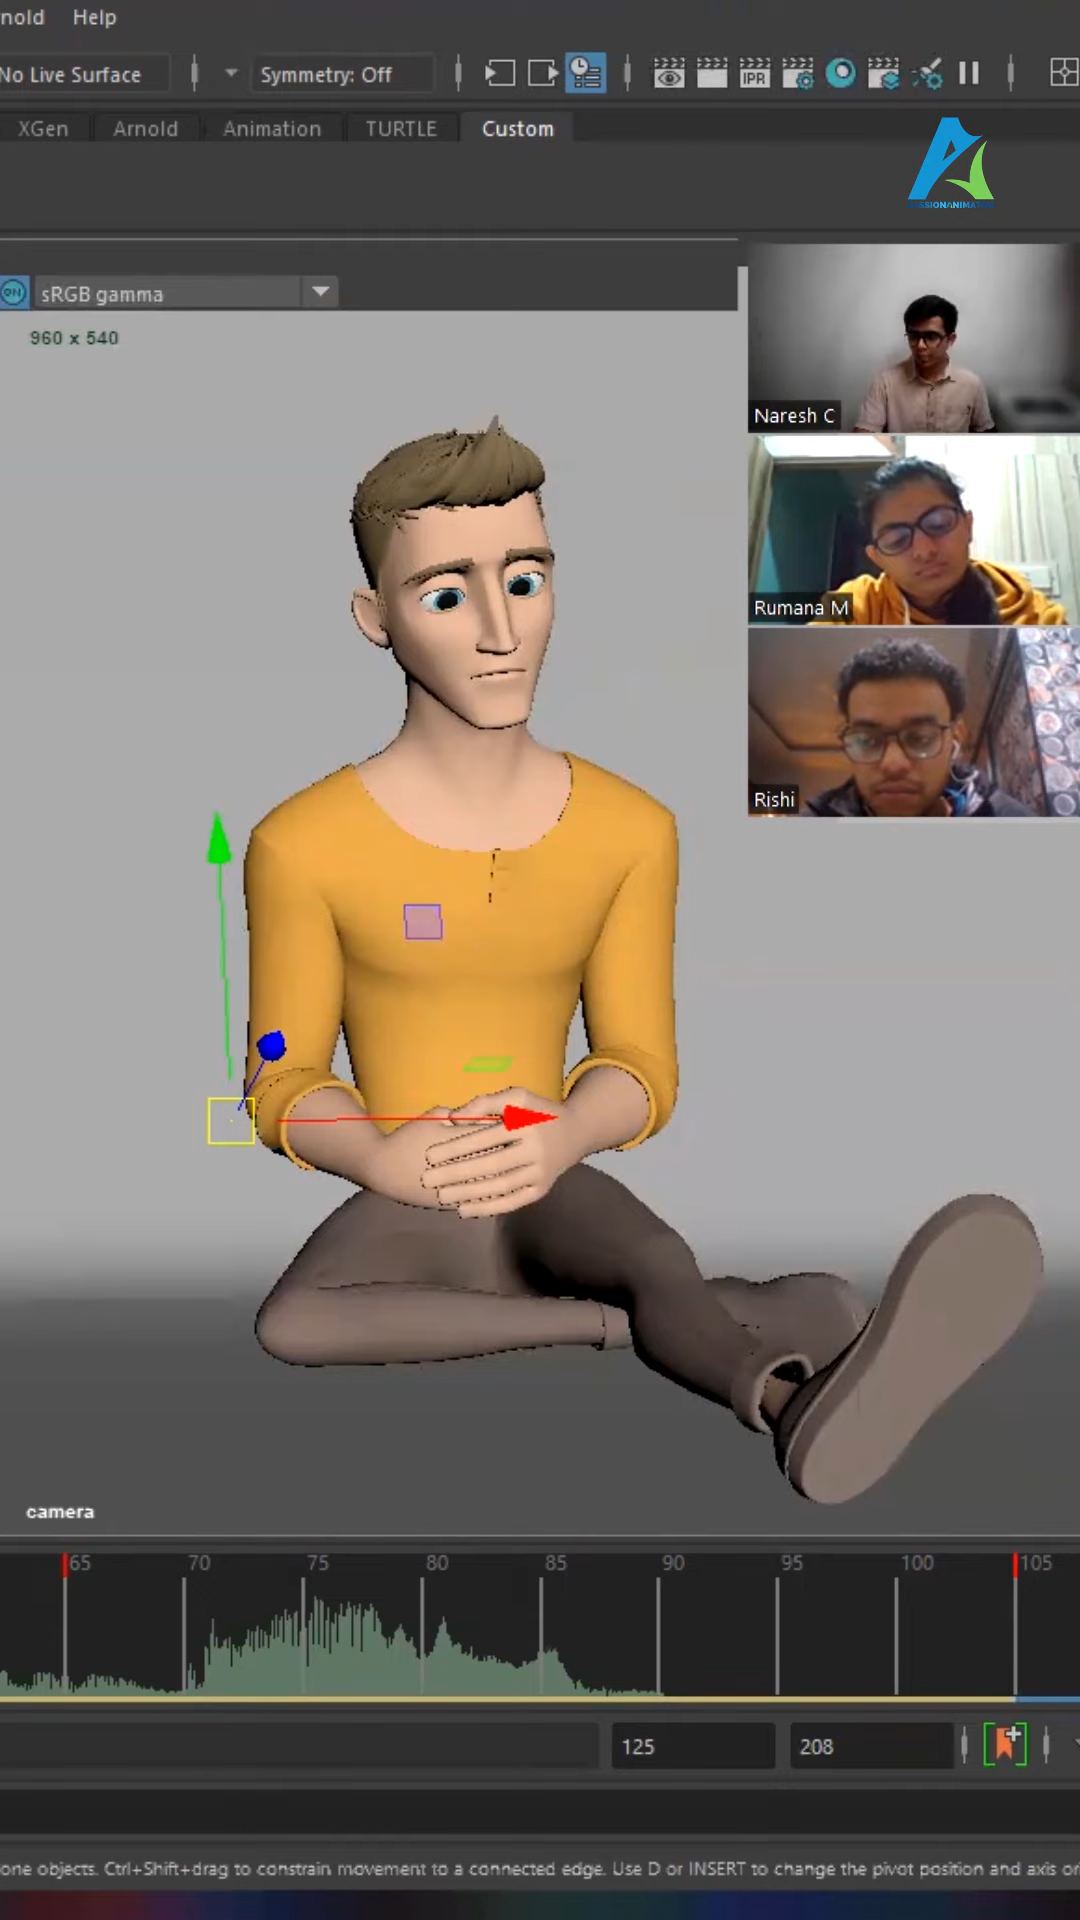 nold Help
No Live Surface Symmetry: Off IPR
XGen Arnold Animation TURTLE Custom
ON sRGB gamma
960 x 540
Naresh C
Rumana M
Rishi
camera
65 70 75 80 85 90 95 100 105
125 208
one objects. Ctrl+Shift+drag to constrain movement to a connected edge. Use D or INSERT to change the pivot position and axis or